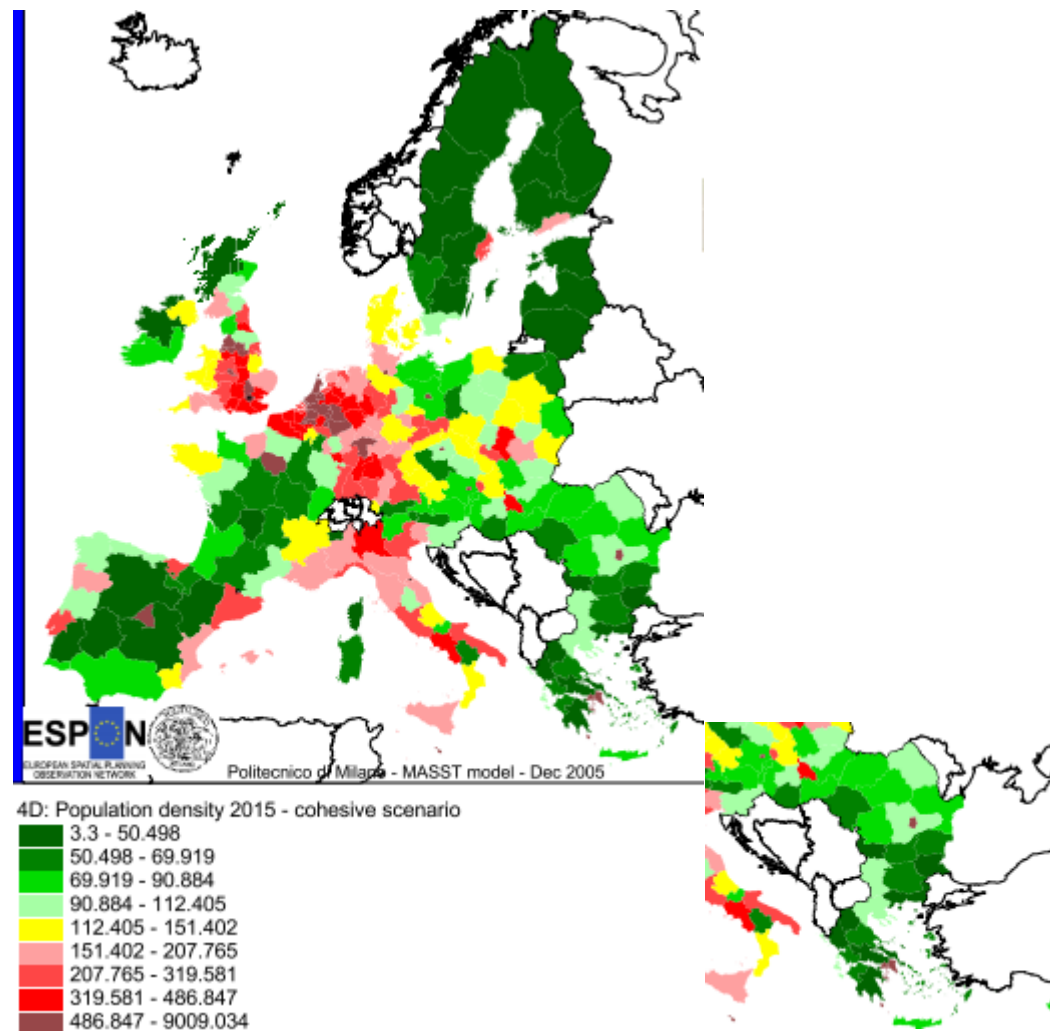 ESPON
EUROPEAN SPATIAL PLANNING
OBSERVATION NETWORK
Politecnico di Milano - MASST model - Dec 2005
4D: Population density 2015 - cohesive scenario
3.3 - 50.498
50.498 - 69.919
69.919 - 90.884
90.884 - 112.405
112.405 - 151.402
151.402 - 207.765
207.765 - 319.581
319.581 - 486.847
486.847 - 9009.034